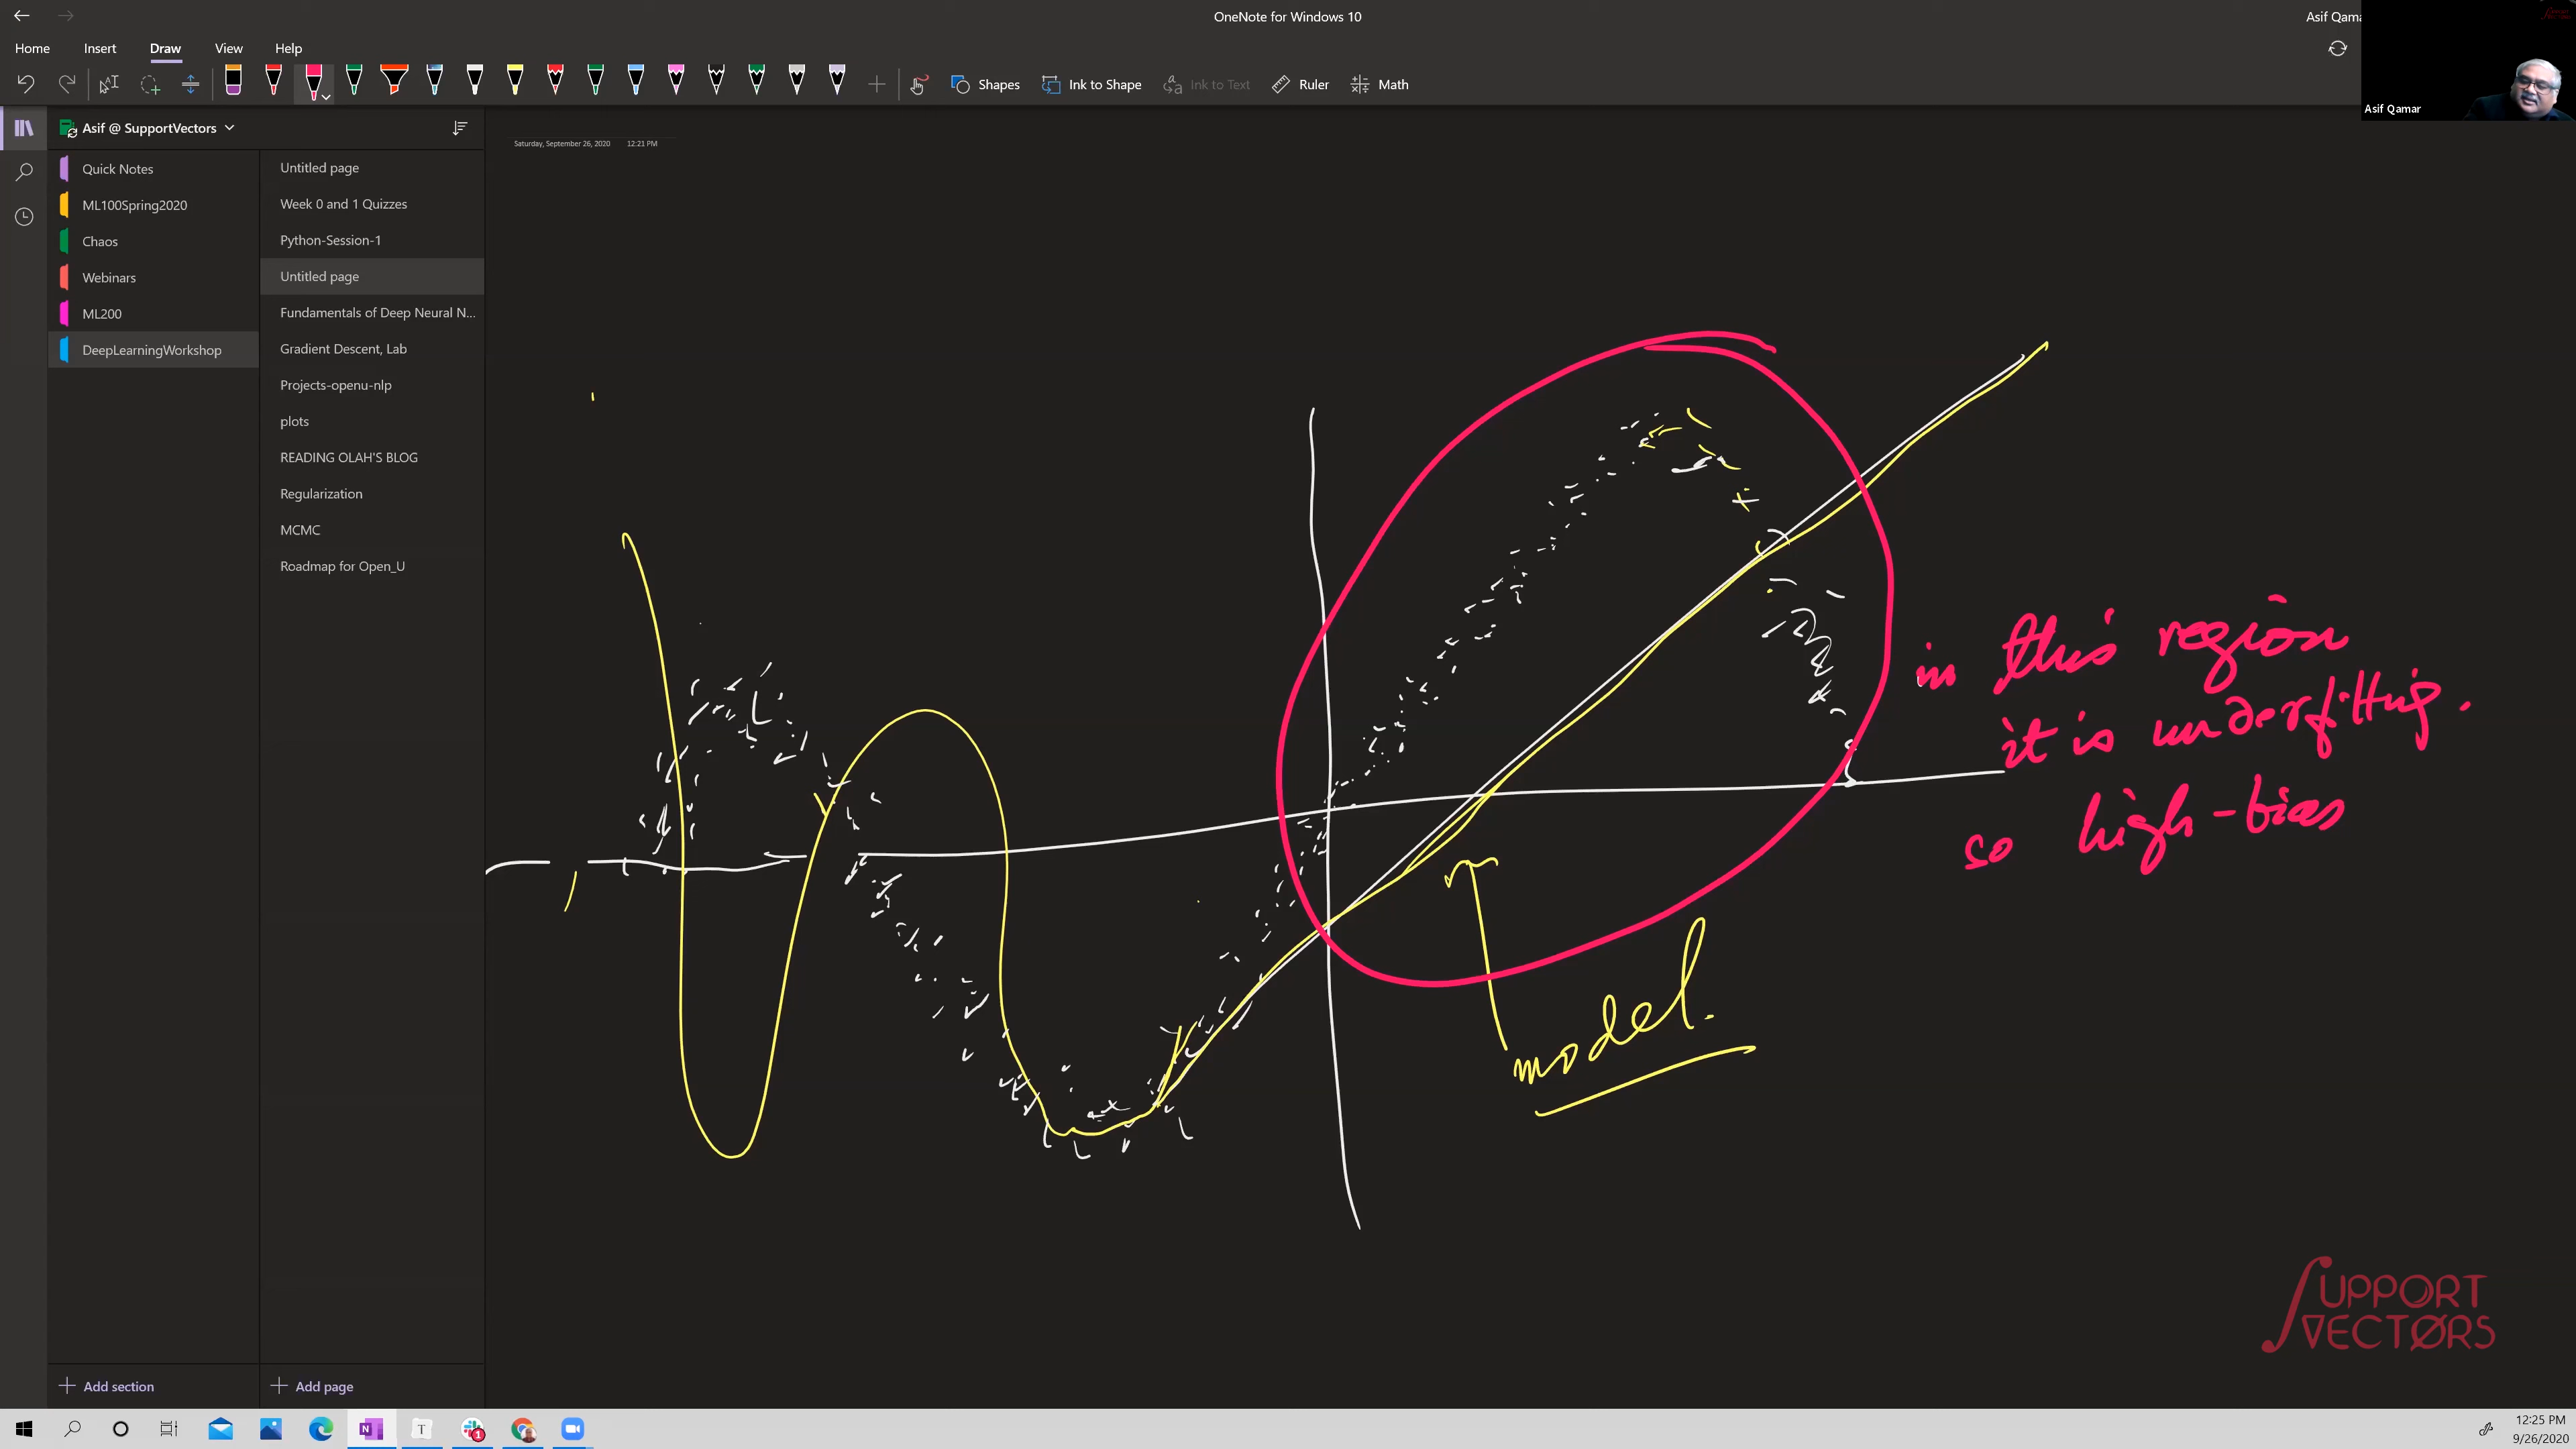 OneNote for Windows 10
Asif Qama
Home Insert Draw View Help
Shapes Ink to Shape Ink to Text Ruler Math
Asif Qamar
Asif @ SupportVectors
Saturday, September 26, 2020 12:21 PM
Quick Notes
ML100Spring2020
Chaos
Webinars
ML200
DeepLearningWorkshop
Untitled page
Week 0 and 1 Quizzes
Python-Session-1
Untitled page
Fundamentals of Deep Neural N...
Gradient Descent, Lab
Projects-openu-nlp
plots
READING OLAH'S BLOG
Regularization
MCMC
Roadmap for Open_U
in this region
it is underfitting.
so high-bias
model.
SUPPORT
VECTORS
Add section
Add page
12:25 PM
9/26/2020